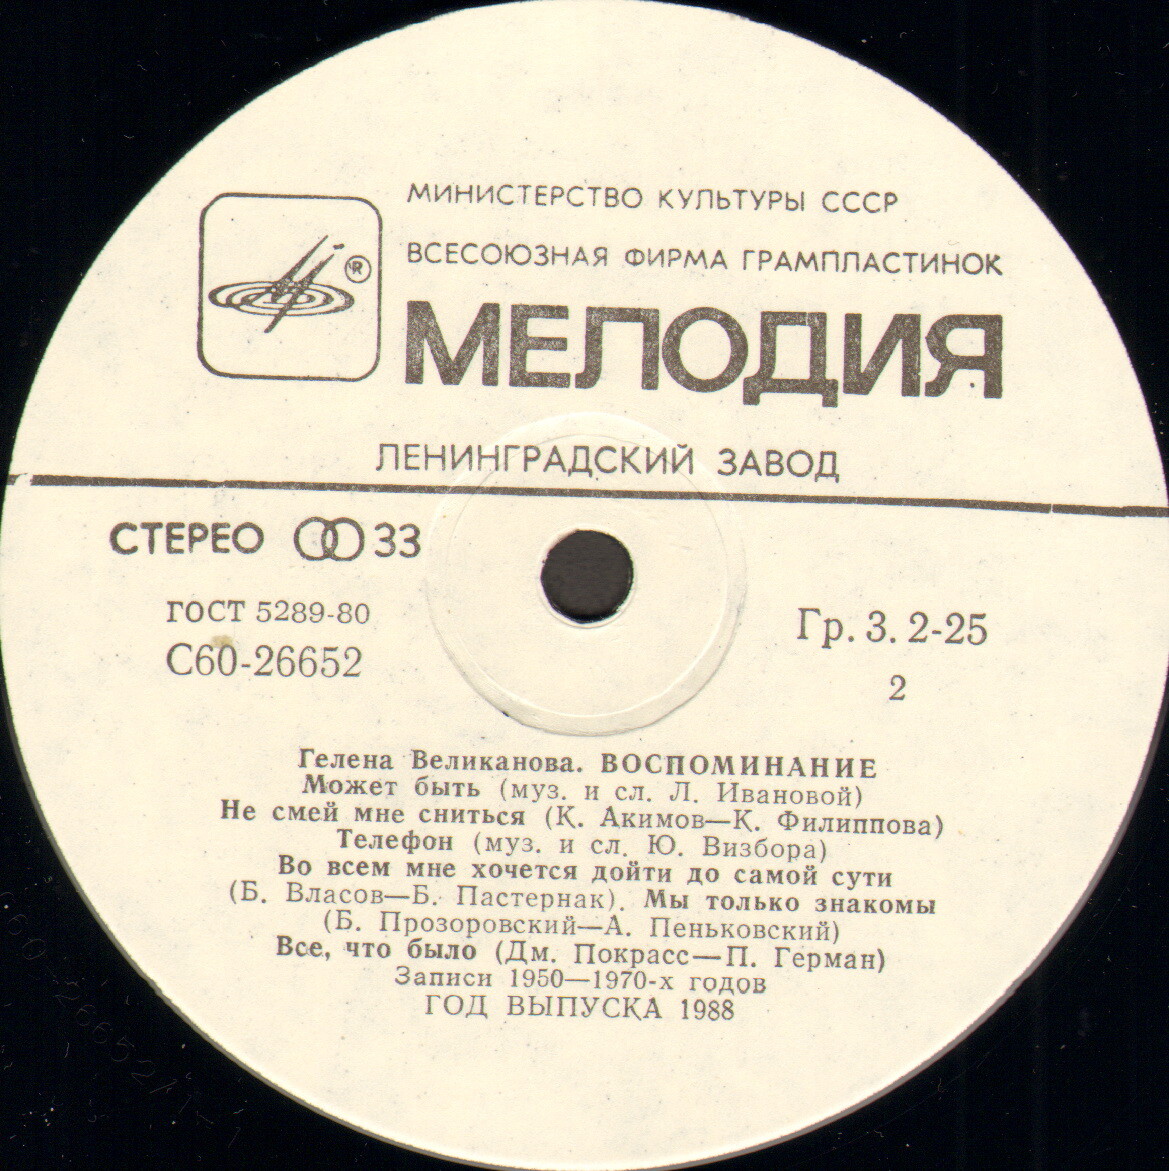 МИНИСТЕРСТВО КУЛЬТУРЫ СССР
ВСЕСОЮЗНАЯ ФИРМА ГРАМПЛАСТИНОК
®
МЕЛОДИЯ
ЛЕНИНГРАДСКИЙ ЗАВОД
СТЕРЕО 33
ГОСТ 5289-80
Гр. 3. 2-25
С60-26652
2
Гелена Великанова. ВОСПОМИНАНИЕ
Может быть (муз. и сл. Л. Ивановой)
Не смей мне сниться (К. Акимов—К. Филиппова)
Телефон (муз. и сл. Ю. Визбора)
Во всем мне хочется дойти до самой сути
(Б. Власов—Б. Пастернак). Мы только знакомы
(Б. Прозоровский—А. Пеньковский)
Все, что было (Дм. Покрасс—П. Герман)
Записи 1950—1970-х годов
ГОД ВЫПУСКА 1988